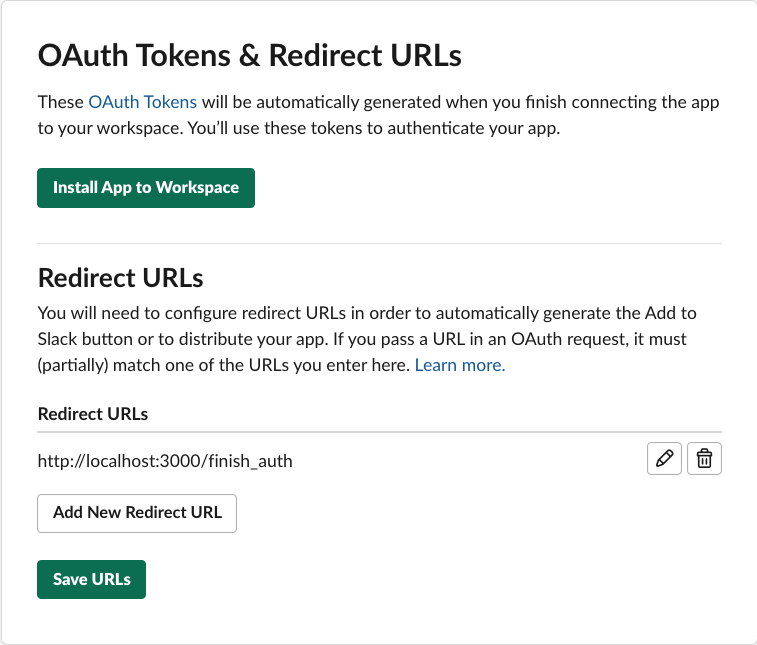 OAuth Tokens & Redirect URLs
These OAuth Tokens will be automatically generated when you finish connecting the app
to your workspace. You’ll use these tokens to authenticate your app.
Install App to Workspace
Redirect URLs
You will need to configure redirect URLs in order to automatically generate the Add to
Slack button or to distribute your app. If you pass a URL in an OAuth request, it must
(partially) match one of the URLs you enter here. Learn more.
Redirect URLs
http://localhost:3000/finish_auth
Add New Redirect URL
Save URLs